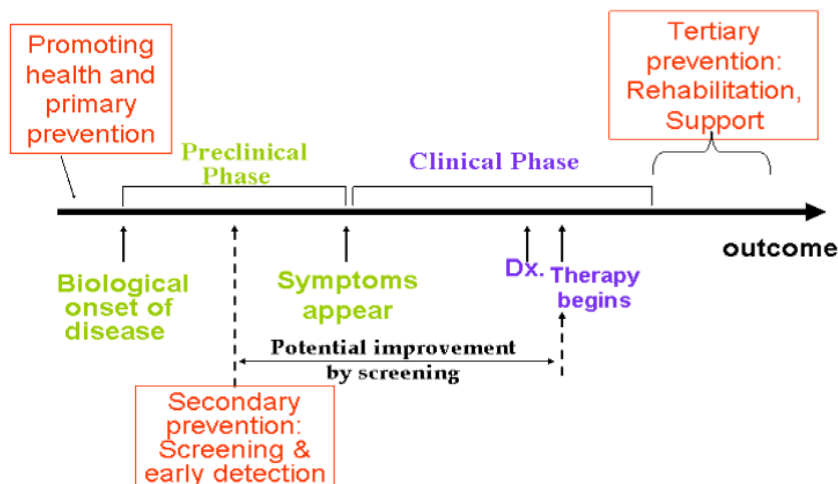 Promoting
health and
primary
prevention
Tertiary
prevention:
Rehabilitation,
Support
Preclinical
Phase
Clinical Phase
outcome
Biological
onset of
disease
Symptoms
appear
Dx.
Therapy
begins
Potential improvement
by screening
Secondary
prevention:
Screening &
early detection